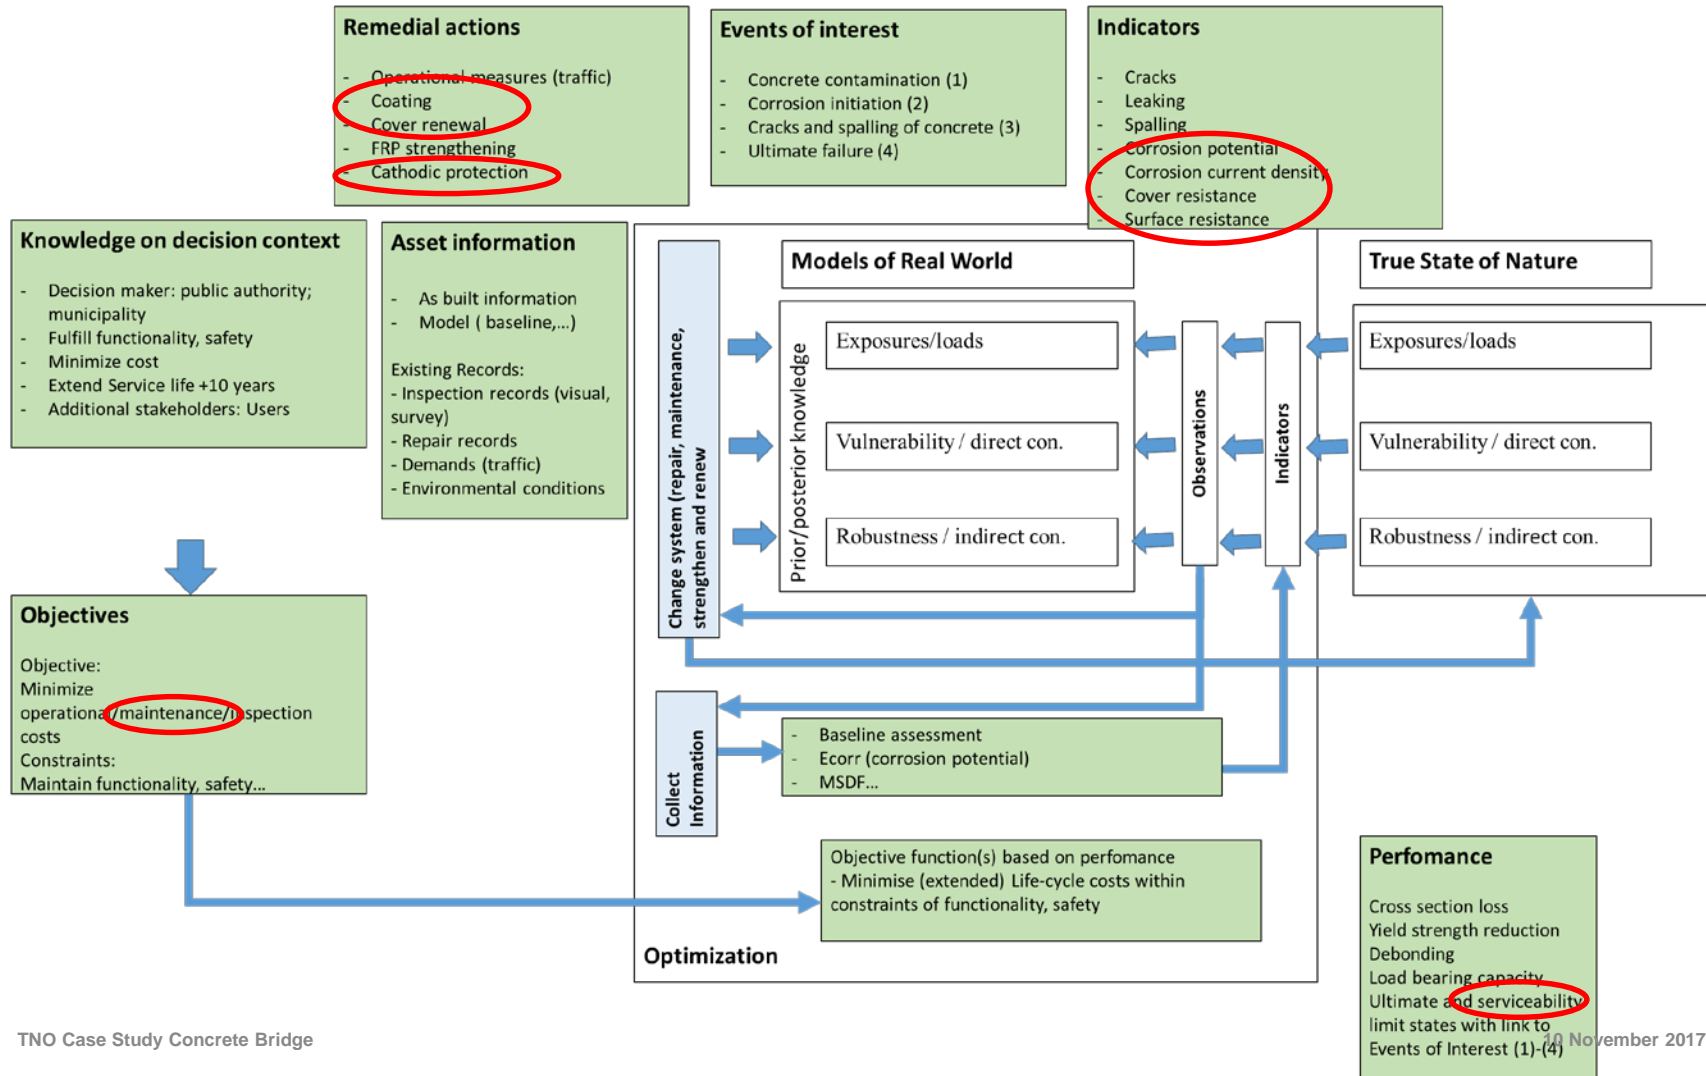 Remedial actions
- Operational measures (traffic)
- Coating
- Cover renewal
- FRP strengthening
- Cathodic protection
Events of interest
- Concrete contamination (1)
- Corrosion initiation (2)
- Cracks and spalling of concrete (3)
- Ultimate failure (4)
Indicators
- Cracks
- Leaking
- Spalling
- Corrosion potential
- Corrosion current density
- Cover resistance
- Surface resistance
Knowledge on decision context
- Decision maker: public authority;
municipality
- Fulfill functionality, safety
- Minimize cost
- Extend Service life +10 years
- Additional stakeholders: Users
Asset information
- As built information
- Model ( baseline,...)
Existing Records:
- Inspection records (visual,
survey)
- Repair records
- Demands (traffic)
- Environmental conditions
Change system (repair, maintenance,
strengthen and renew
Models of Real World
Prior/posterior knowledge
Exposures/loads
Vulnerability / direct con.
Robustness / indirect con.
Observations
Indicators
True State of Nature
Exposures/loads
Vulnerability / direct con.
Robustness / indirect con.
Objectives
Objective:
Minimize
operational/maintenance/inspection
costs
Constraints:
Maintain functionality, safety...
Collect
Information
- Baseline assessment
- Ecorr (corrosion potential)
- MSDF...
Objective function(s) based on perfomance
- Minimise (extended) Life-cycle costs within
constraints of functionality, safety
Optimization
Perfomance
Cross section loss
Yield strength reduction
Debonding
Load bearing capacity
Ultimate and serviceability
limit states with link to
Events of Interest (1)-(4)
TNO Case Study Concrete Bridge
10 November 2017